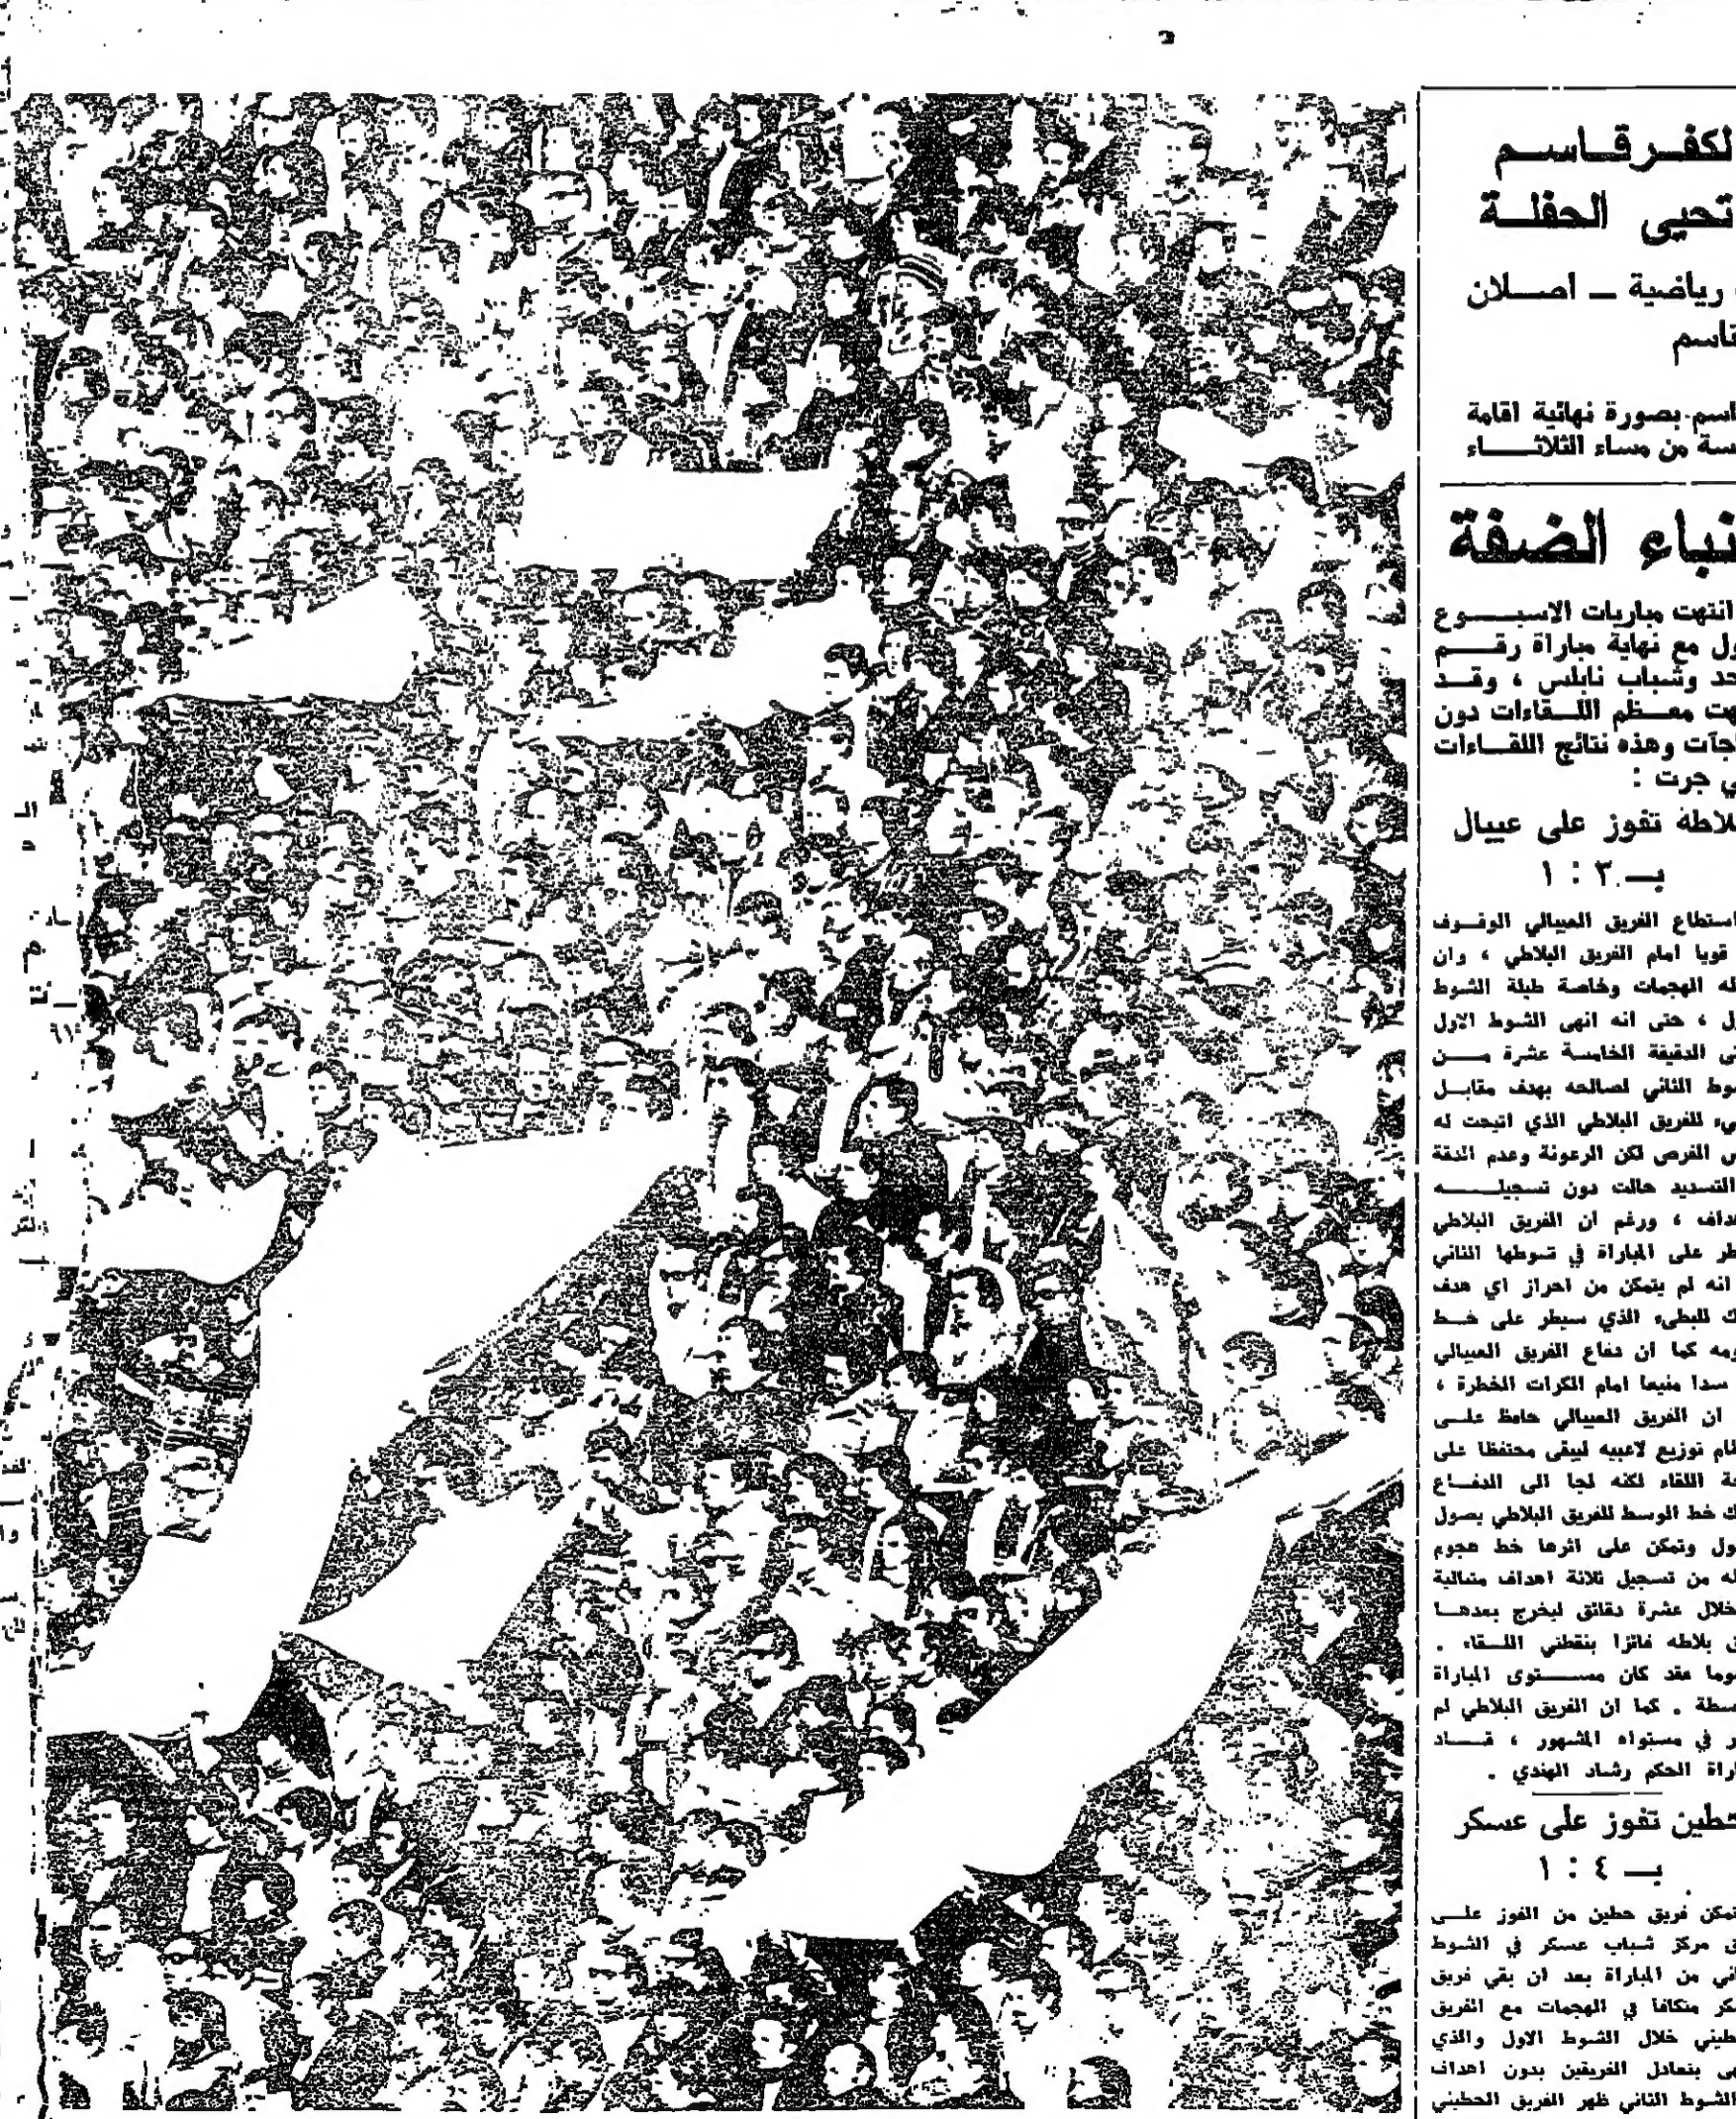 لكفر قاسم
تحيى الحفلة
رياضية ـ اصلان
قاسم
اسم بصورة نهائية اقامة
سة من مساء الثلاثاء
نباء الضفة
انتهت مباريات الاسبوع
ول مع نهاية مباراة رقم
حد وشباب نابلس ، وقد
هت معظم اللقاءات دون
جآت وهذه نتائج اللقاءات
ي جرت :
لاطه تفوز على عيبال
بـ ٣ : ١
استطاع الفريق العيبالي الوقوف
قويا امام الفريق البلاطي ، وان
له الهجمات وخاصة طيلة الشوط
ل ، حتى انه انهى الشوط الاول
ى الدقيقة الخامسة عشرة من
وط الثاني لصالحه بهدف مقابل
يء للفريق البلاطي الذي اتيحت له
ض الفرص لكن الرعونة وعدم الدقة
التسديد حالت دون تسجيله
داف ، ورغم ان الفريق البلاطي
طر على المباراة في شوطها الثاني
انه لم يتمكن من احراز اي هدف
ك للبطىء الذي سيطر على خط
ومه كما ان دفاع الفريق العيبالي
سدا منيعا امام الكرات الخطرة ،
ان الفريق العيبالي حافظ على
ام توزيع لاعبيه ليبقى محتفظا على
ة اللقاء لكنه لجا الى الدفاع
ك خط الوسط للفريق البلاطي بصول
ول وتمكن على اثرها خط هجوم
له من تسجيل ثلاثة اهداف متتالية
خلال عشرة دقائق ليخرج بعدها
ق بلاطه فائزا بنقطتي اللقاء .
وما فقد كان مستوى المباراة
سطة . كما ان الفريق البلاطي لم
ر في مستواه المشهور ، قاد
اراة الحكم رشاد الهندي .
حطين تفوز على عسكر
بـ ٤ : ١
مكن فريق حطين من الفوز على
ق مركز شباب عسكر في الشوط
ني من المباراة بعد ان بقي فريق
كر متكافا في الهجمات مع الفريق
طيني خلال الشوط الاول والذي
ى بتعادل الفريقين بدون اهداف
الشوط الثاني ظهر الفريق الحطيني